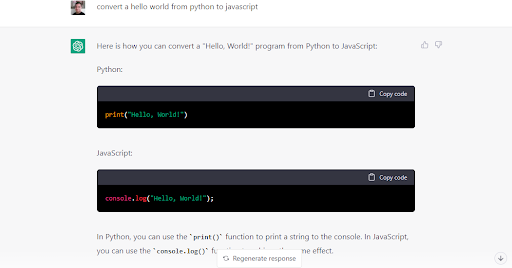 convert a hello world from python to javascript
Here is how you can convert a "Hello, World!" program from Python to JavaScript:
Python:
Copy code
print("Hello, World!")
JavaScript:
Copy code
console.log("Hello, World!");
In Python, you can use the `print()` function to print a string to the console. In JavaScript,
you can use the `console.log()` effect.
Regenerate response